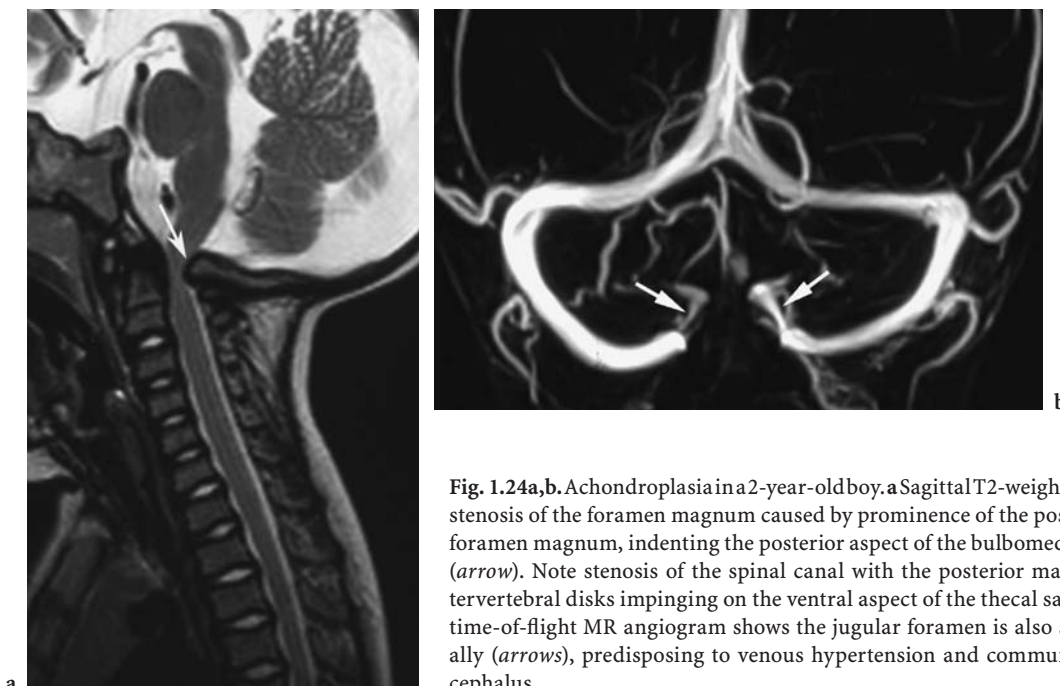 a
b
Fig. 1.24a,b. Achondroplasia in a 2-year-old boy. a Sagittal T2-weigh
stenosis of the foramen magnum caused by prominence of the pos
foramen magnum, indenting the posterior aspect of the bulbomed
(arrow). Note stenosis of the spinal canal with the posterior ma
tervertebral disks impinging on the ventral aspect of the thecal sa
time-of-flight MR angiogram shows the jugular foramen is also
ally (arrows), predisposing to venous hypertension and commu
cephalus